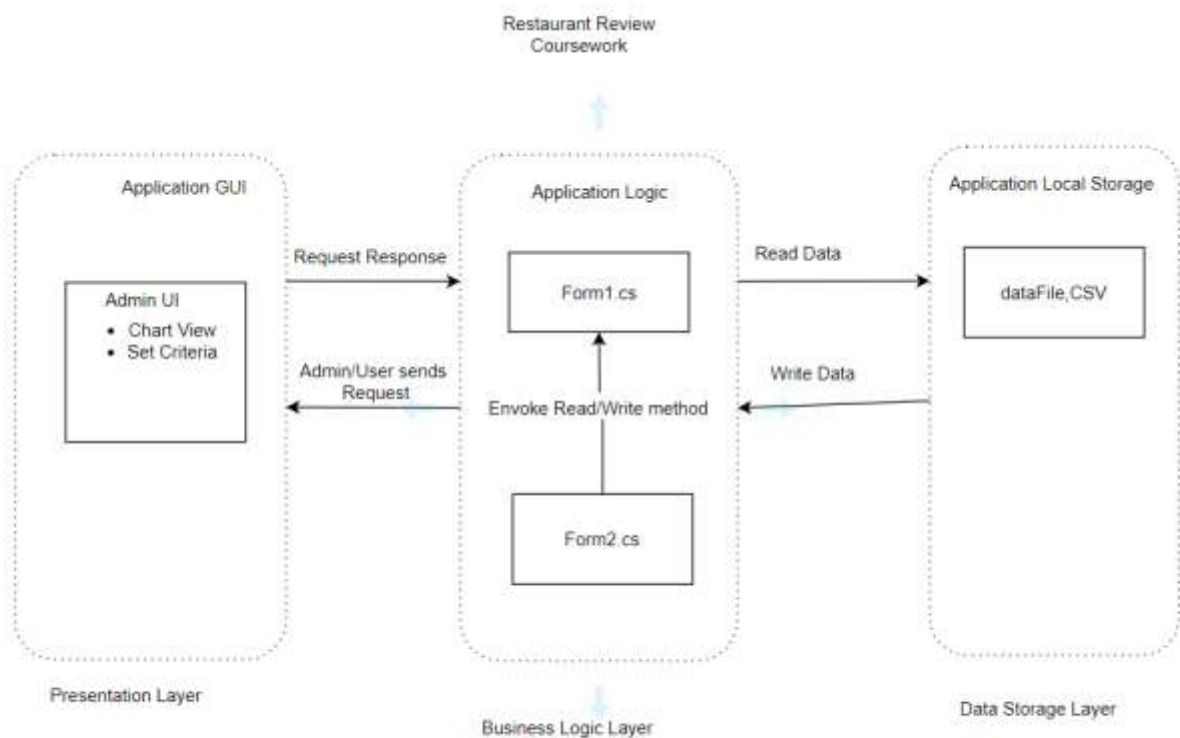 Restaurant Review
Coursework
Application GUI
Application Logic
Application Local Storage
Request Response
Read Data
Form1.cs
dataFile,CSV
Admin UI
• Chart View
• Set Criteria
Admin/User sends
Request
Write Data
Envoke Read/Write method
Form2.cs
Presentation Layer
Business Logic Layer
Data Storage Layer